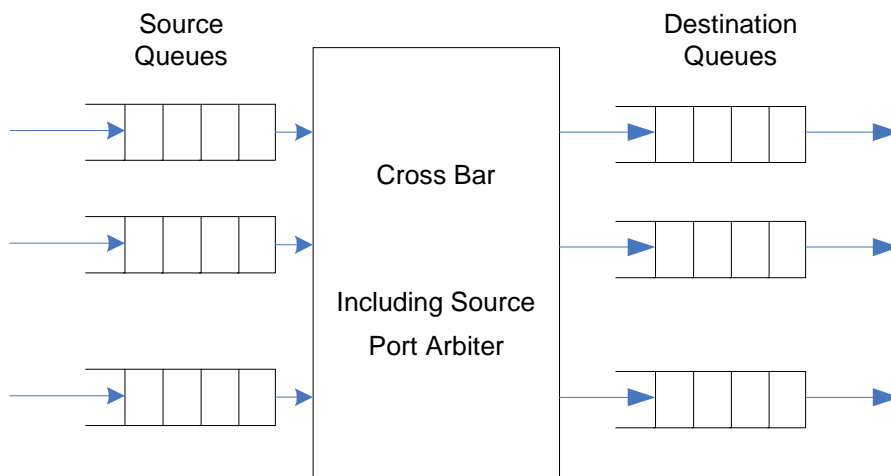 Source
Queues
Destination
Queues
Cross Bar
Including Source
Port Arbiter